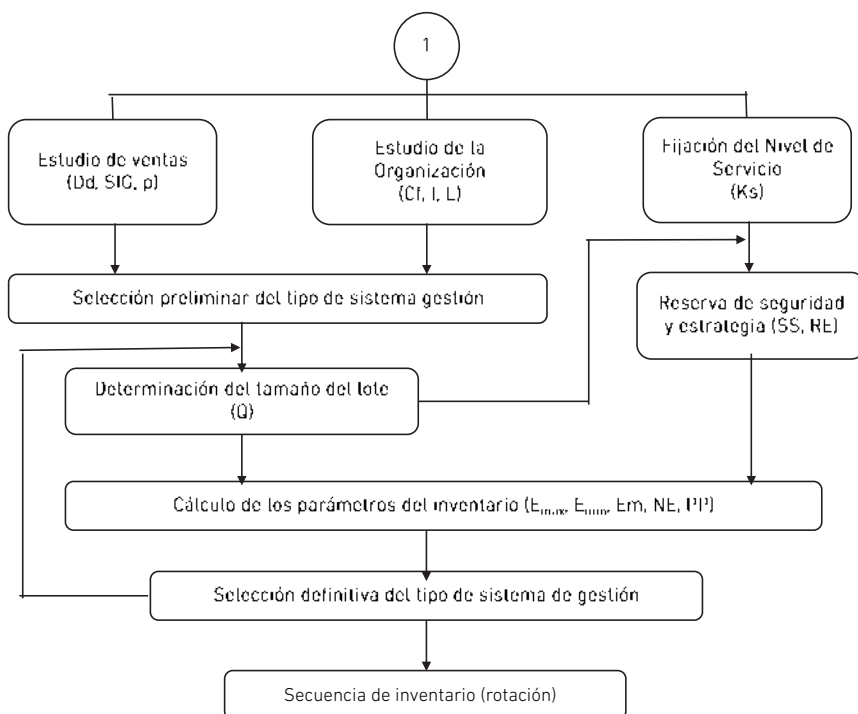 1
Estudio de ventas
(Dd, SIG, p)
Estudio de la
Organización
(Cf, I, L)
Fijación del Nivel de
Servicio
(Ks)
Selección preliminar del tipo de sistema gestión
Reserva de seguridad
y estrategia (SS, RE)
Determinación del tamaño del lote
(Q)
Cálculo de los parámetros del inventario (Emax, Emin, Em, NE, PP)
Selección definitiva del tipo de sistema de gestión
Secuencia de inventario (rotación)